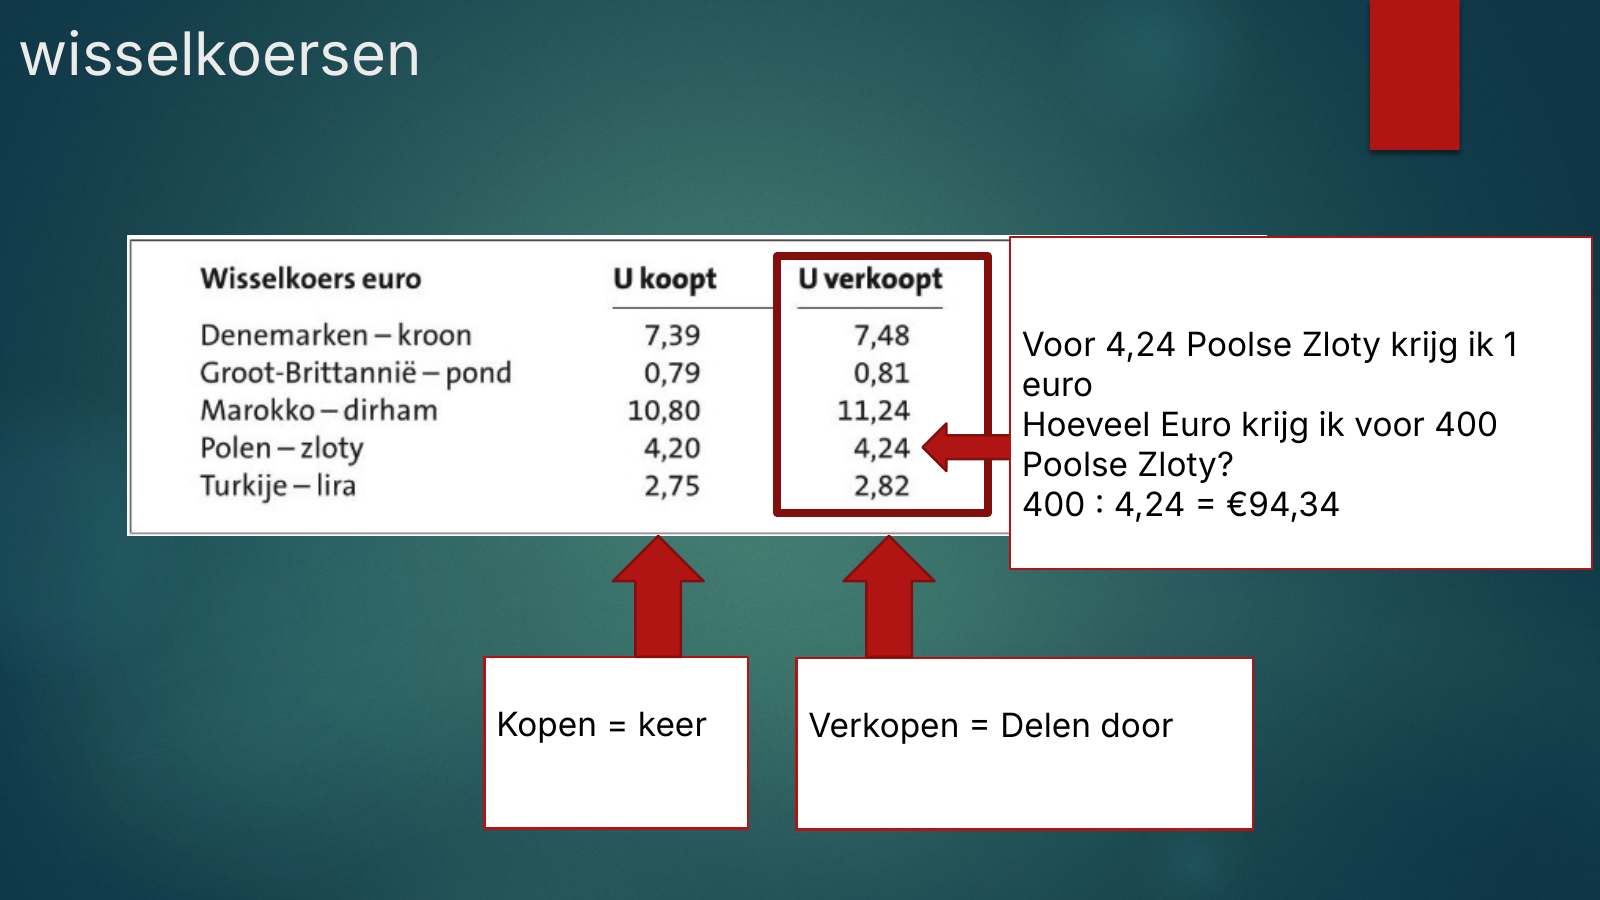 wisselkoersen
Wisselkoers euro U koopt U verkoopt
Denemarken – kroon 7,39 7,48
Groot-Brittannië – pond 0,79 0,81
Marokko – dirham 10,80 11,24
Polen – zloty 4,20 4,24
Turkije – lira 2,75 2,82
Voor 4,24 Poolse Zloty krijg ik 1
euro
Hoeveel Euro krijg ik voor 400
Poolse Zloty?
400 : 4,24 = €94,34
Kopen = keer
Verkopen = Delen door